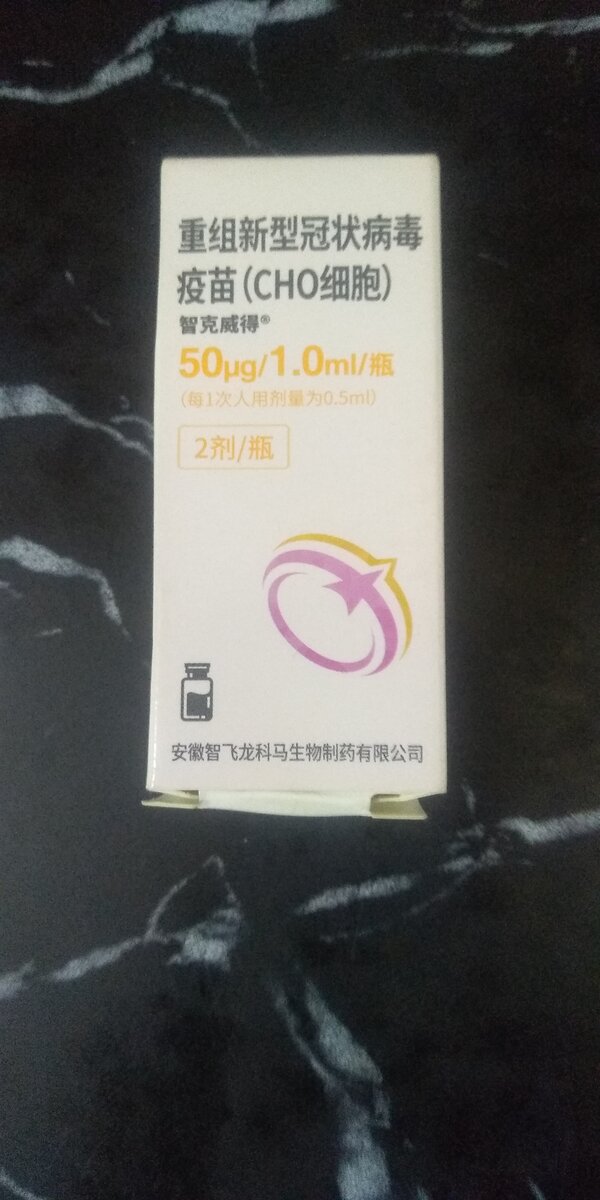 重组新型冠状病毒
疫苗(CHO细胞)
智克威得®
50μg/1.0ml/瓶
(每1次人用剂量为0.5ml)
2剂/瓶
安徽智飞龙科马生物制药有限公司